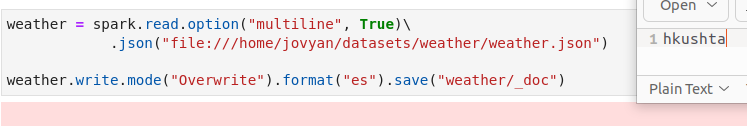 weather = spark.read.option("multiline", True)\
.json("file:///home/jovyan/datasets/weather/weather.json")
weather.write.mode("Overwrite").format("es").save("weather/_doc")
Open
1 hkushta
Plain Text